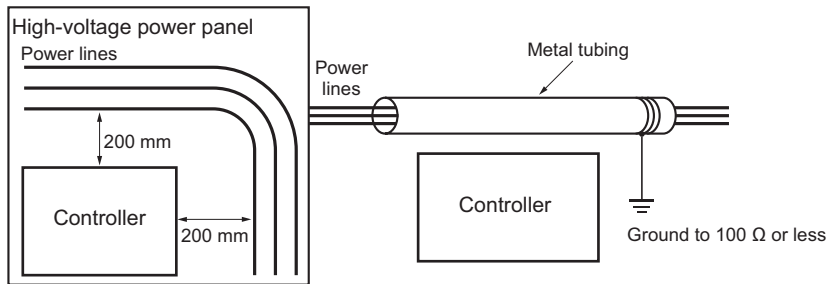 High-voltage power panel
Power lines
200 mm
Controller
200 mm
Power
lines
Metal tubing
Controller
Ground to 100 Ω or less